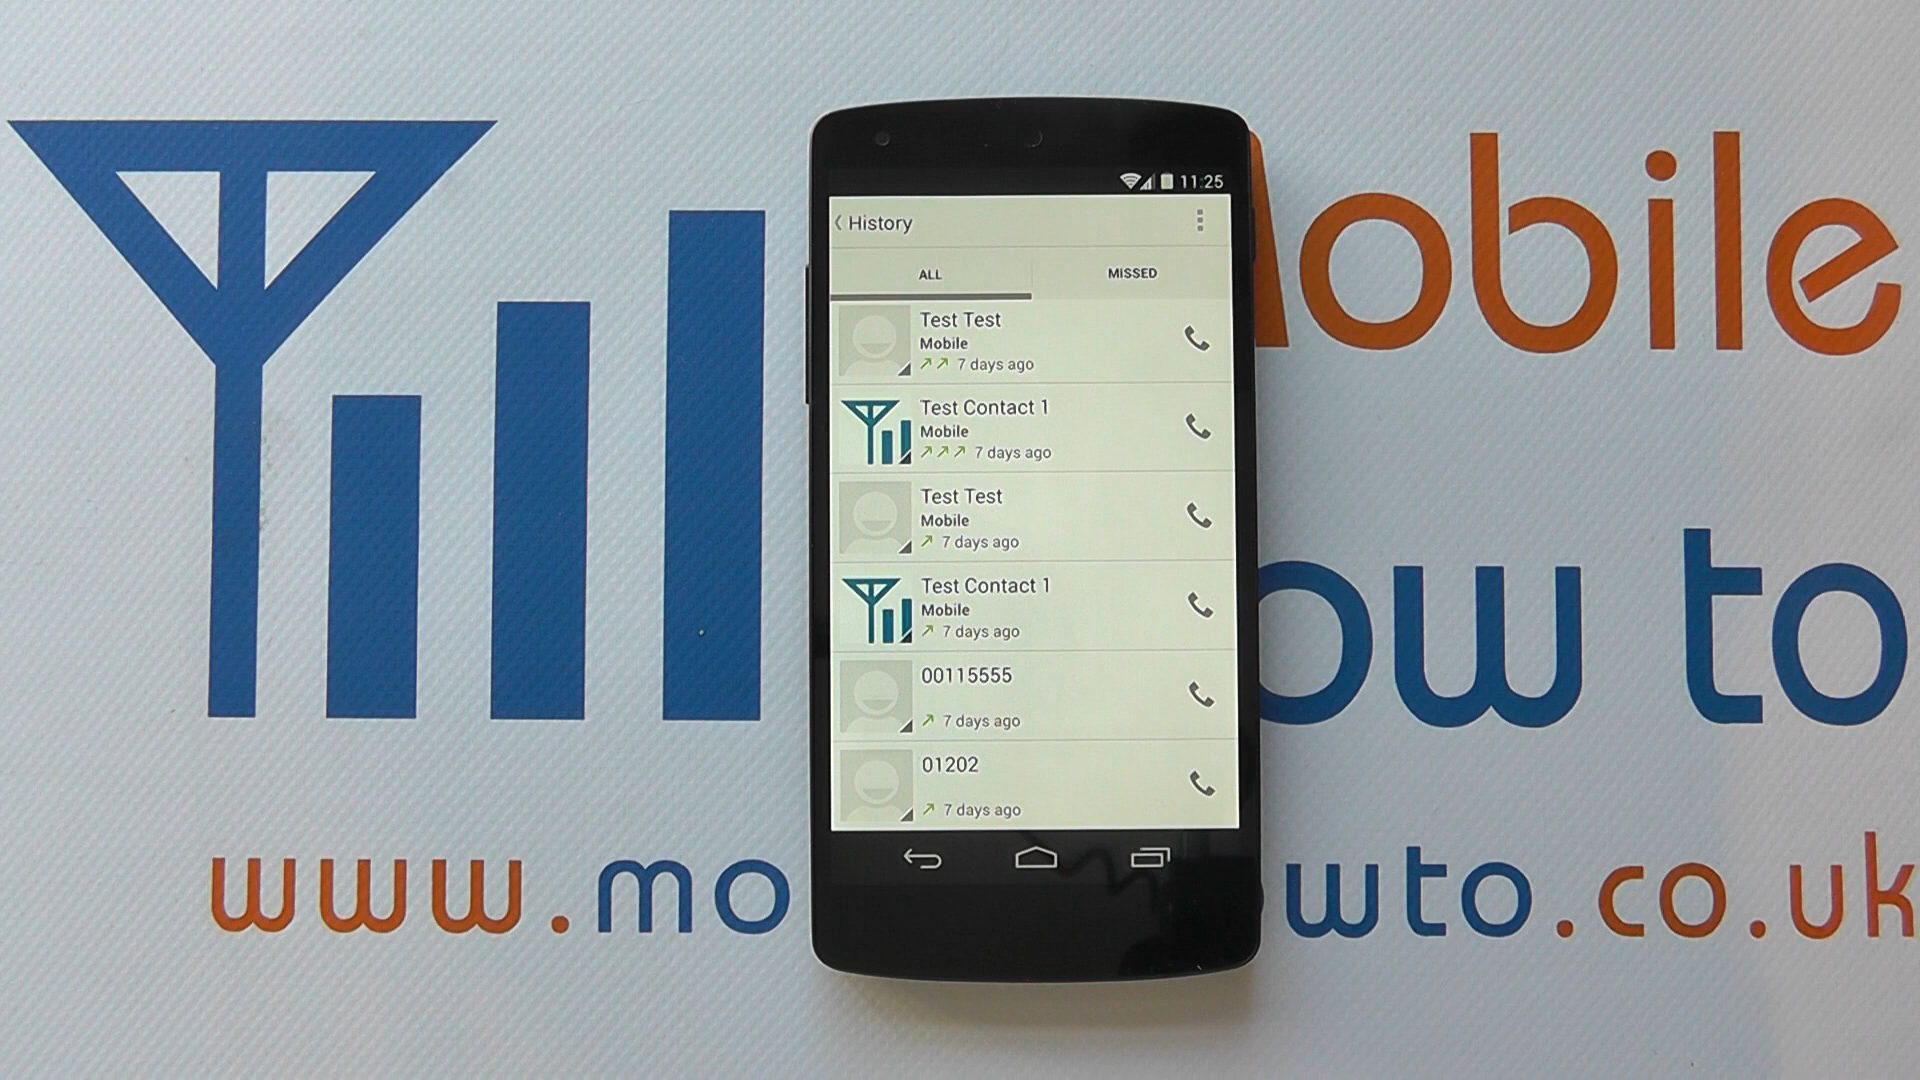 Mobile
ow to
www.mo wto.co.uk
11:25
History
ALL MISSED
Test Test
Mobile
7 days ago
Test Contact 1
Mobile
7 days ago
Test Test
Mobile
7 days ago
Test Contact 1
Mobile
7 days ago
00115555
7 days ago
01202
7 days ago